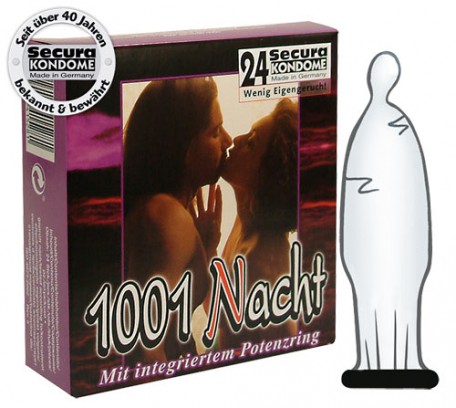 Seit über 40 Jahren
Secura
KONDOME
Made in Germany
bekannt & bewährt
24 Secura
KONDOME
Made in Germany
Wenig Eigengeruch!
1001 Nacht
Mit integriertem Potenzring